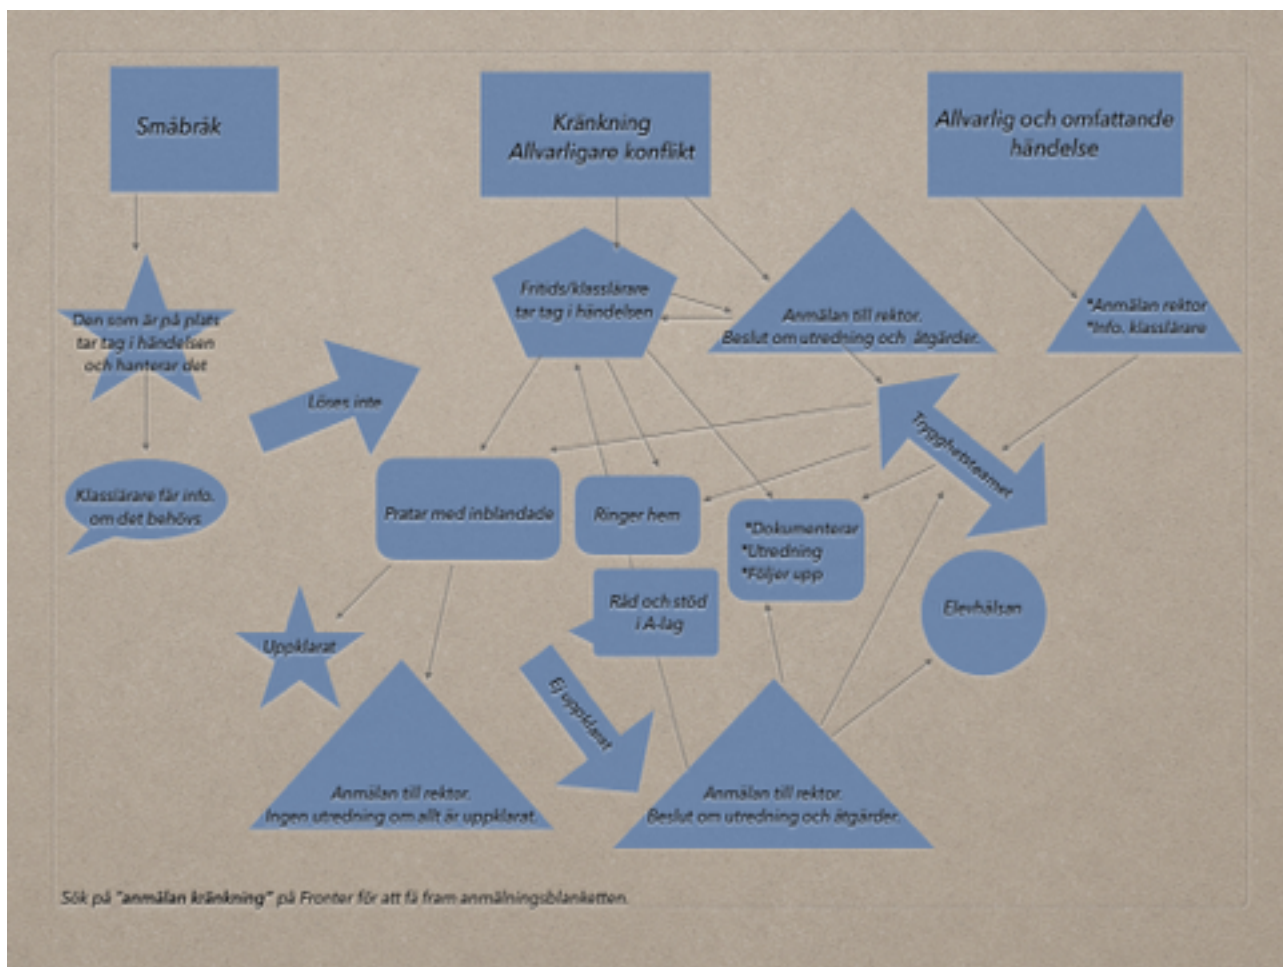 Småbråk
Kränkning
Allvarligare konflikt
Allvarlig och omfattande
händelse
Den som är på plats
tar tag i händelsen
och hanterar det
Fritids/klasslärare
tar tag i händelsen
Anmälan till rektor.
Beslut om utredning och åtgärder.
*Anmälan rektor
*Info. klasslärare
Löses inte
Trygghetsteamet
Klasslärare får info.
om det behövs
Pratar med inblandade
Ringer hem
*Dokumenterar
*Utredning
*Följer upp
Råd och stöd
i A-lag
Elevhälsan
Uppklarat
Ej uppklarat
Anmälan till rektor.
Ingen utredning om allt är uppklarat.
Anmälan till rektor.
Beslut om utredning och åtgärder.
Sök på "anmälan kränkning" på Fronter för att få fram anmälningsblanketten.